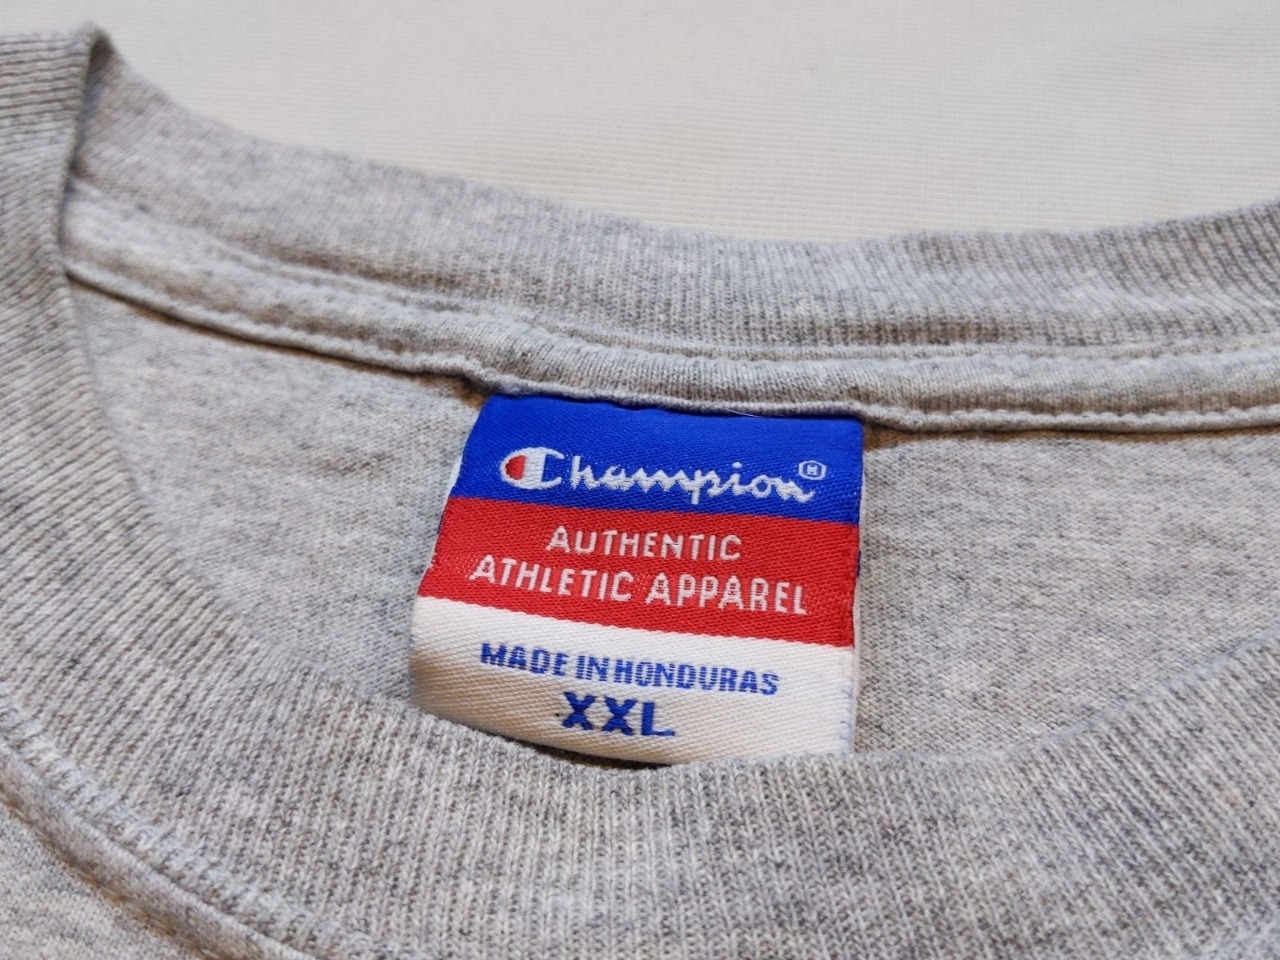 Champion
AUTHENTIC
ATHLETIC APPAREL
MADE IN HONDURAS
XXL